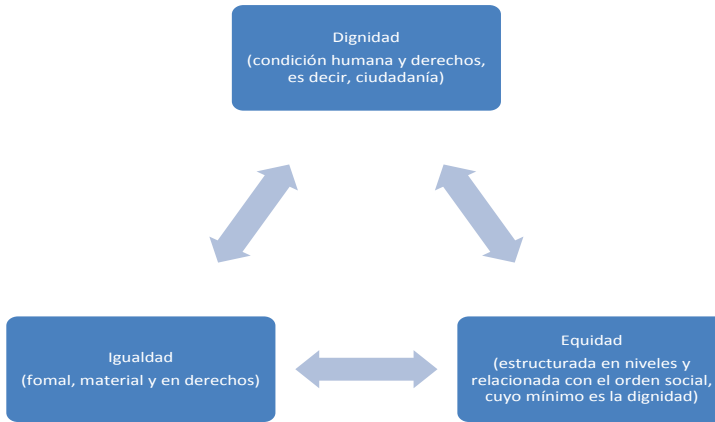 Dignidad
(condición humana y derechos,
es decir, ciudadanía)
Igualdad
(fomal, material y en derechos)
Equidad
(estructurada en niveles y
relacionada con el orden social,
cuyo mínimo es la dignidad)